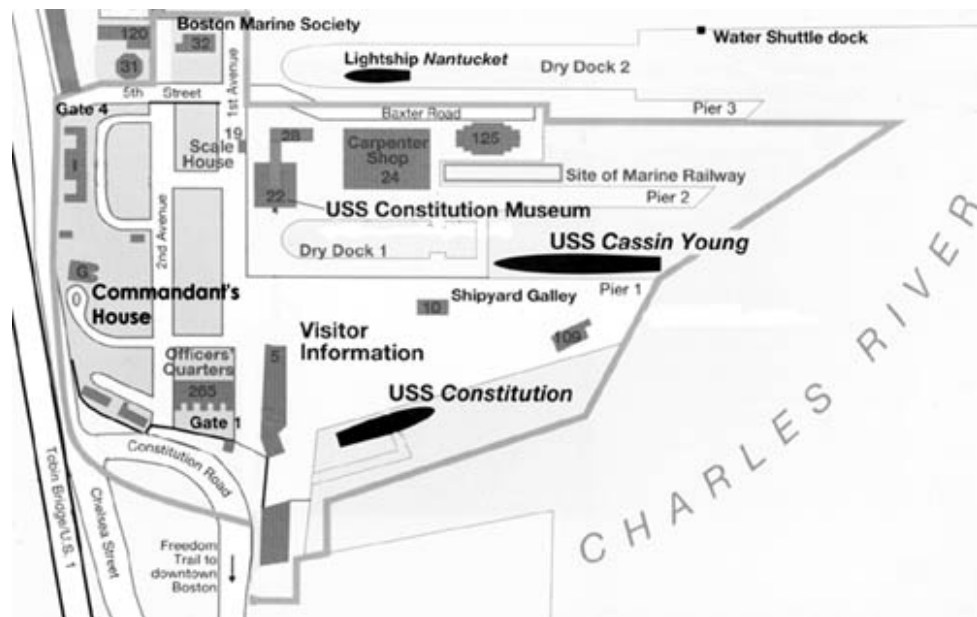 Boston Marine Society
120
32
31
5th Street
1st Avenue
Lightship Nantucket
Dry Dock 2
Water Shuttle dock
Pier 3
Gate 4
Baxter Road
19
Scale
House
28
Carpenter
Shop
24
125
I
22
USS Constitution Museum
Site of Marine Railway
Pier 2
2nd Avenue
Dry Dock 1
USS Cassin Young
Pier 1
G
Commandant's
House
10
Shipyard Galley
109
Visitor
Information
5
Officers'
Quarters
265
USS Constitution
Gate 1
Constitution Road
Tobin Bridge/U.S. 1
Chelsea Street
Freedom
Trail to
downtown
Boston
CHARLES RIVER